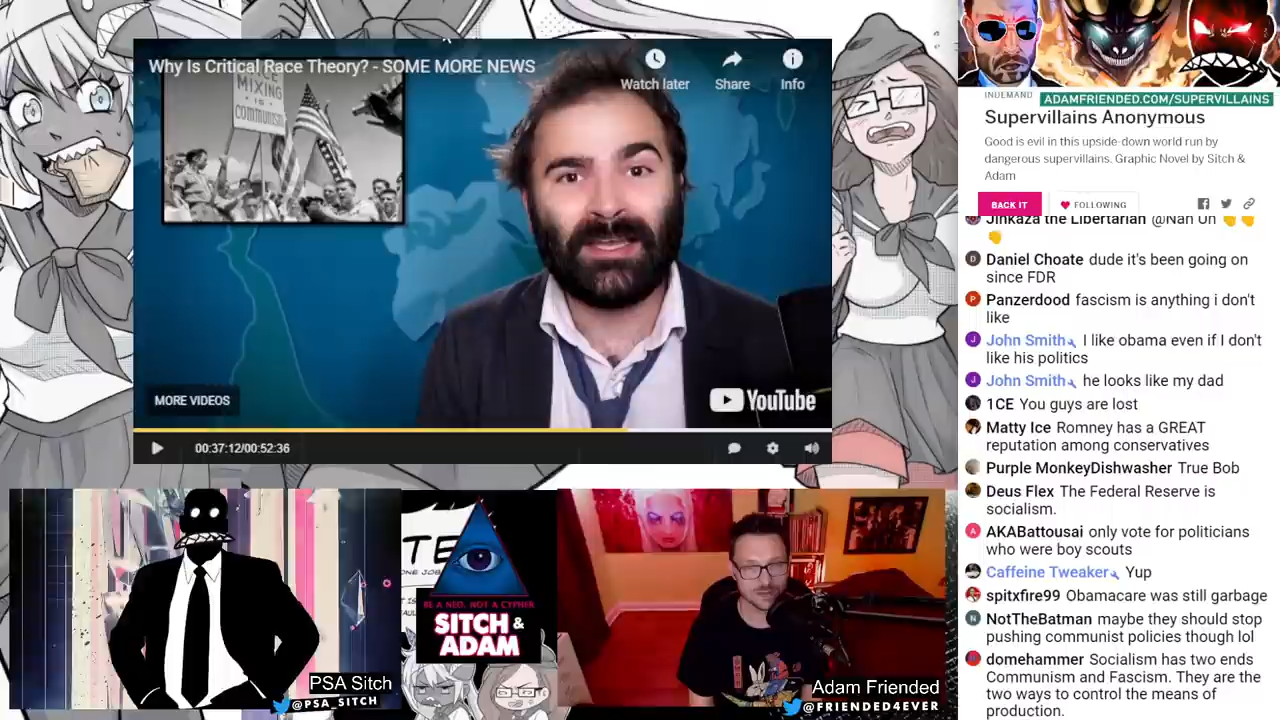 Why Is Critical Race Theory? - SOME MORE NEWS
Watch later
Share
Info
MIXING
IS
COMMUNISM
MORE VIDEOS
YouTube
00:37:12/00:52:36
INDEMAND
ADAMFRIENDED.COM/SUPERVILLAINS
Supervillains Anonymous
Good is evil in this upside-down world run by
dangerous supervillains. Graphic Novel by Sitch &
Adam
BACK IT
FOLLOWING
Jinkaza the Libertarian @Nah Uh
Daniel Choate dude it's been going on
since FDR
Panzerdood fascism is anything i don't
like
John Smith I like obama even if I don't
like his politics
John Smith he looks like my dad
1CE You guys are lost
Matty Ice Romney has a GREAT
reputation among conservatives
Purple MonkeyDishwasher True Bob
Deus Flex The Federal Reserve is
socialism.
AKABattousai only vote for politicians
who were boy scouts
Caffeine Tweaker Yup
spitxfire99 Obamacare was still garbage
NotTheBatman maybe they should stop
pushing communist policies though lol
domehammer Socialism has two ends
Communism and Fascism. They are the
two ways to control the means of
production.
PSA Sitch
@PSA_SITCH
BE A NEO, NOT A CYPHER
SITCH &
ADAM
Adam Friended
@FRIENDED4EVER